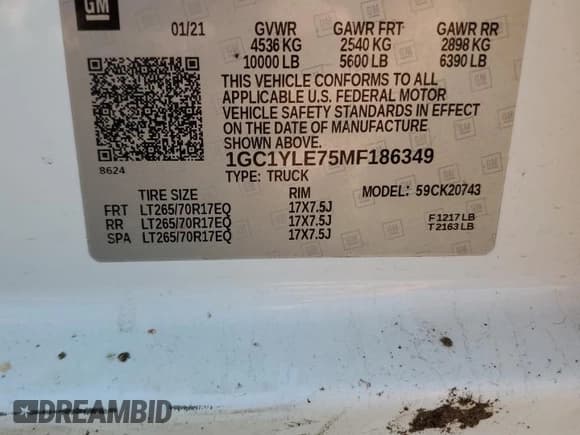 GM
01/21 GVWR GAWR FRT GAWR RR
4536 KG 2540 KG 2898 KG
10000 LB 5600 LB 6390 LB
THIS VEHICLE CONFORMS TO ALL
APPLICABLE U.S. FEDERAL MOTOR
VEHICLE SAFETY STANDARDS IN EFFECT
ON THE DATE OF MANUFACTURE
SHOWN ABOVE.
8624
1GC1YLE75MF186349
TYPE: TRUCK MODEL: 59CK20743
TIRE SIZE RIM
FRT LT265/70R17EQ 17X7.5J F 1217 LB
RR LT265/70R17EQ 17X7.5J T 2163 LB
SPA LT265/70R17EQ 17X7.5J
DREAMBID